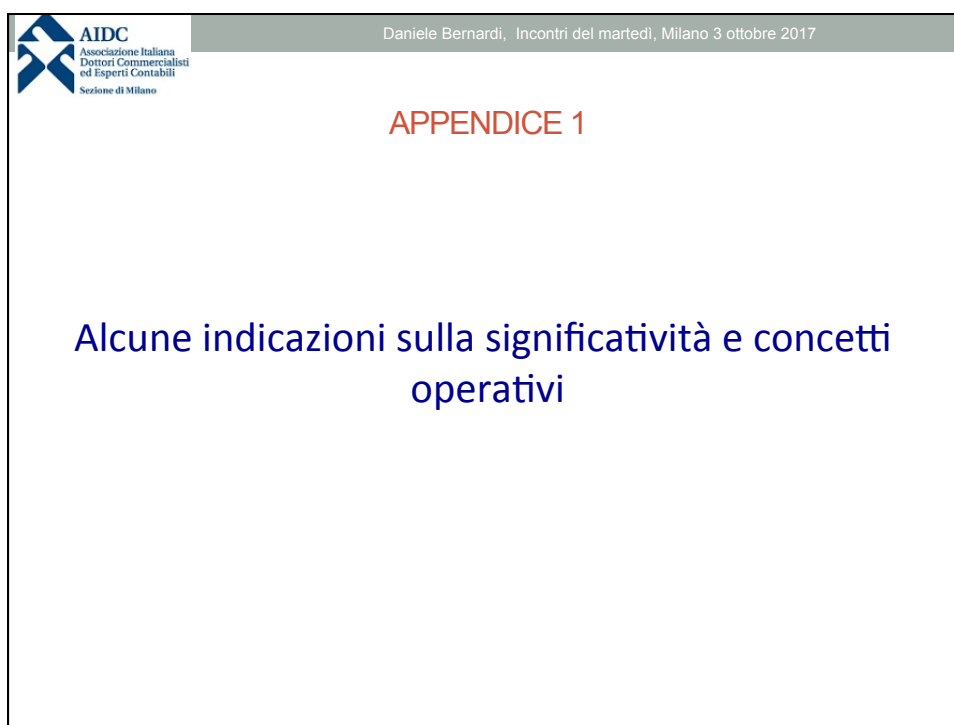 AIDC
Associazione Italiana
Dottori Commercialisti
ed Esperti Contabili
Sezione di Milano
Daniele Bernardi, Incontri del martedì, Milano 3 ottobre 2017
APPENDICE 1
Alcune indicazioni sulla significatività e concetti
operativi